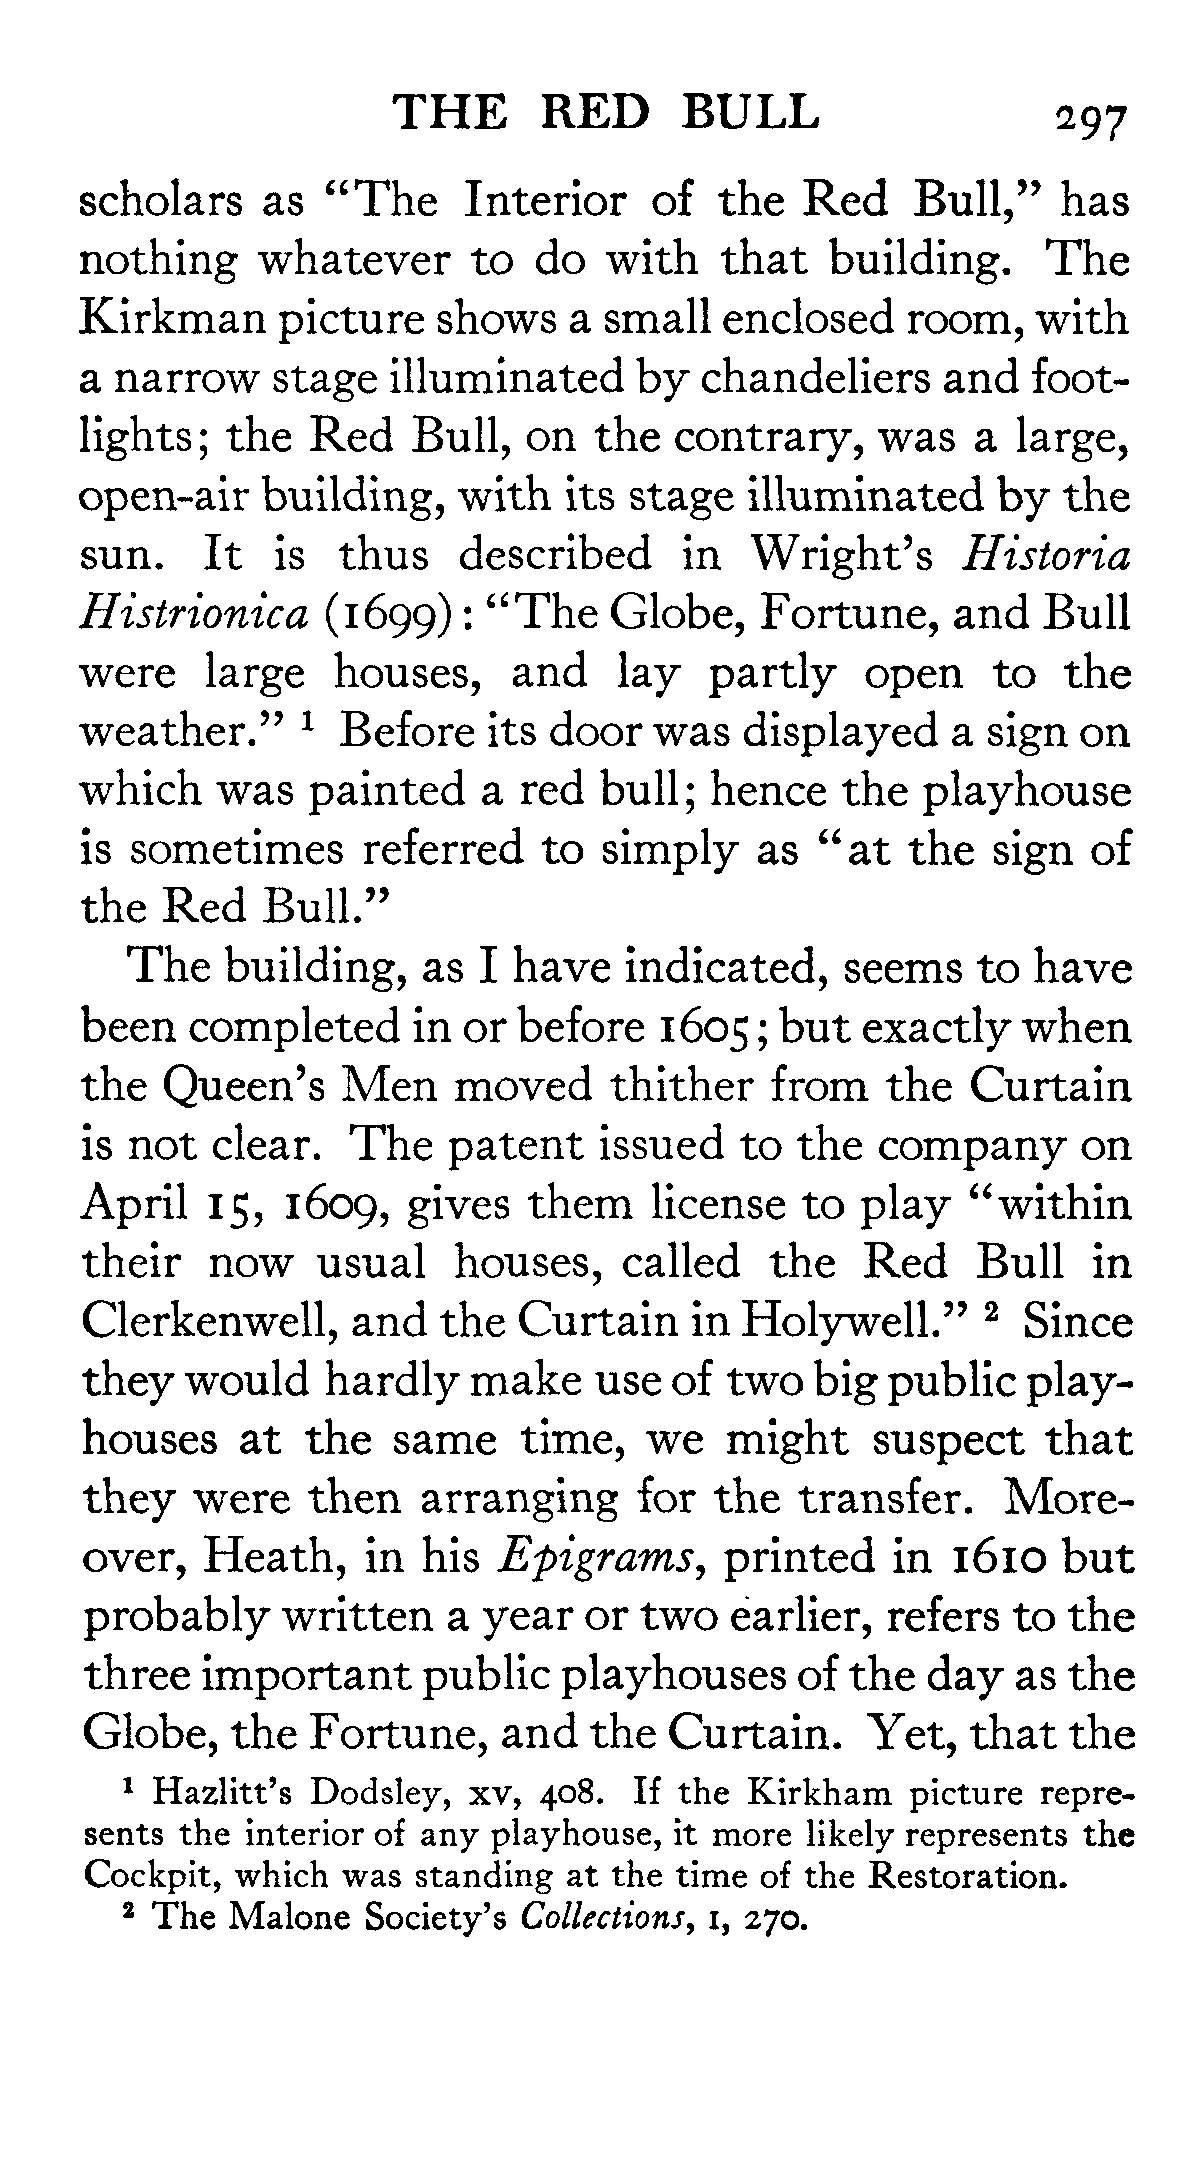 THE RED BULL 297
scholars as “The Interior of the Red Bull,” has
nothing whatever to do with that building. The
Kirkman picture shows a small enclosed room, with
a narrow stage illuminated by chandeliers and foot-
lights; the Red Bull, on the contrary, was a large,
open-air building, with its stage illuminated by the
sun. It is thus described in Wright’s Historia
Histrionica (1699): “The Globe, Fortune, and Bull
were large houses, and lay partly open to the
weather.” ¹ Before its door was displayed a sign on
which was painted a red bull; hence the playhouse
is sometimes referred to simply as “at the sign of
the Red Bull.”
The building, as I have indicated, seems to have
been completed in or before 1605; but exactly when
the Queen’s Men moved thither from the Curtain
is not clear. The patent issued to the company on
April 15, 1609, gives them license to play “within
their now usual houses, called the Red Bull in
Clerkenwell, and the Curtain in Holywell.” ² Since
they would hardly make use of two big public play-
houses at the same time, we might suspect that
they were then arranging for the transfer. More-
over, Heath, in his Epigrams, printed in 1610 but
probably written a year or two earlier, refers to the
three important public playhouses of the day as the
Globe, the Fortune, and the Curtain. Yet, that the
¹ Hazlitt’s Dodsley, xv, 408. If the Kirkham picture repre-
sents the interior of any playhouse, it more likely represents the
Cockpit, which was standing at the time of the Restoration.
² The Malone Society’s Collections, 1, 270.